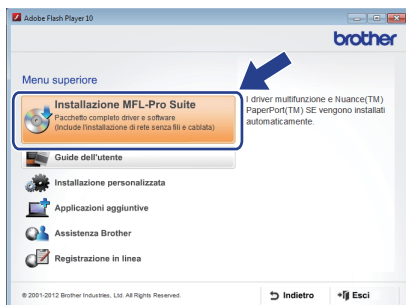 Adobe Flash Player 10
brother
Menu superiore
Installazione MFL-Pro Suite
Pacchetto completo driver e software
(Include l'installazione di rete senza fili e cablata)
I driver multifunzione e Nuance(TM)
PaperPort(TM) SE vengono installati
automaticamente.
Guide dell'utente
Installazione personalizzata
Applicazioni aggiuntive
Assistenza Brother
Registrazione in linea
© 2001-2012 Brother Industries, Ltd. All Rights Reserved.
Indietro
Esci